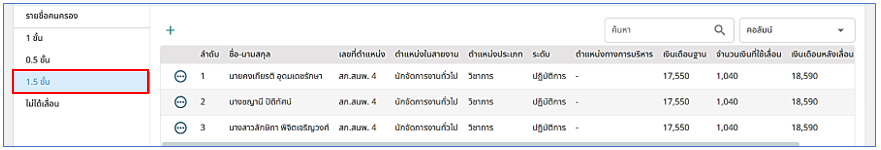 รายชื่อคนครอง
1 ขั้น
0.5 ขั้น
1.5 ขั้น
ไม่ได้เลื่อน
ค้นหา
คอลัมน์
ลำดับ ชื่อ-นามสกุล เลขที่ตำแหน่ง ตำแหน่งในสายงาน ตำแหน่งประเภท ระดับ ตำแหน่งทางการบริหาร เงินเดือนฐาน จำนวนเงินที่ใช้เลื่อน เงินเดือนหลังเลื่อน
1 นายคงเกียรติ อุดมเดชรักษา สก.สนพ. 4 นักจัดการงานทั่วไป วิชาการ ปฏิบัติการ - 17,550 1,040 18,590
2 นางชญานี ปิติทัศน์ สก.สนพ. 4 นักจัดการงานทั่วไป วิชาการ ปฏิบัติการ - 17,550 1,040 18,590
3 นางสาวลักษิกา พิจิตเจริญวงศ์ สก.สนพ. 4 นักจัดการงานทั่วไป วิชาการ ปฏิบัติการ - 17,550 1,040 18,590